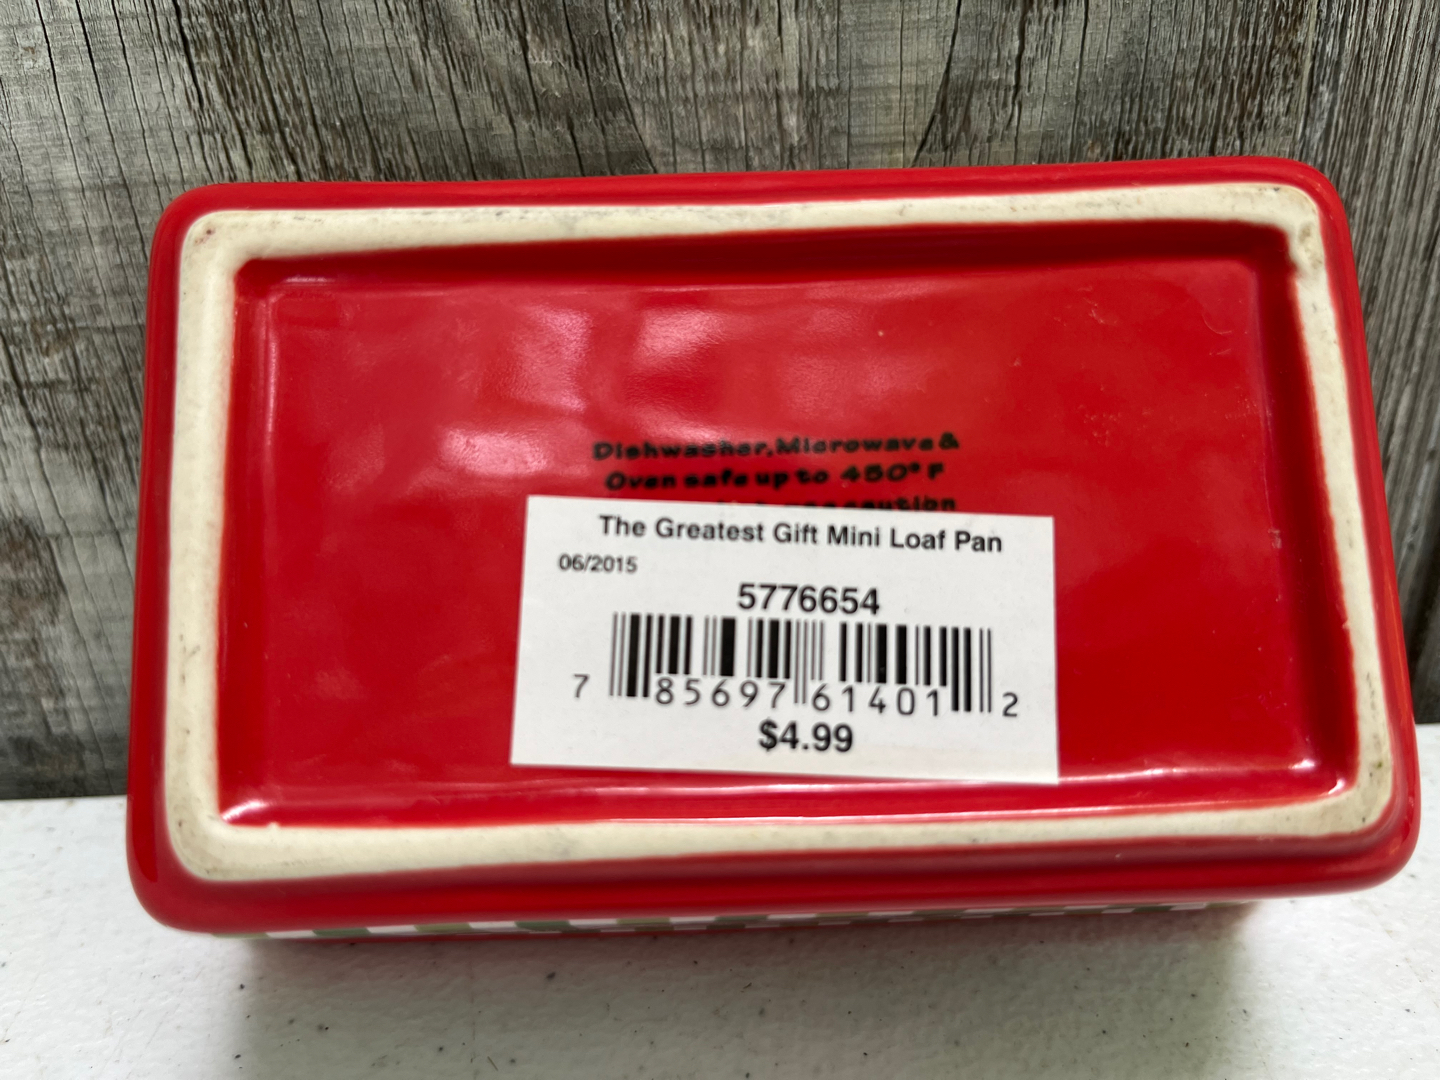 Dishwasher, Microwave &
Oven safe up to 450° F
caution
The Greatest Gift Mini Loaf Pan
06/2015
5776654
7 85697 61401 2
$4.99